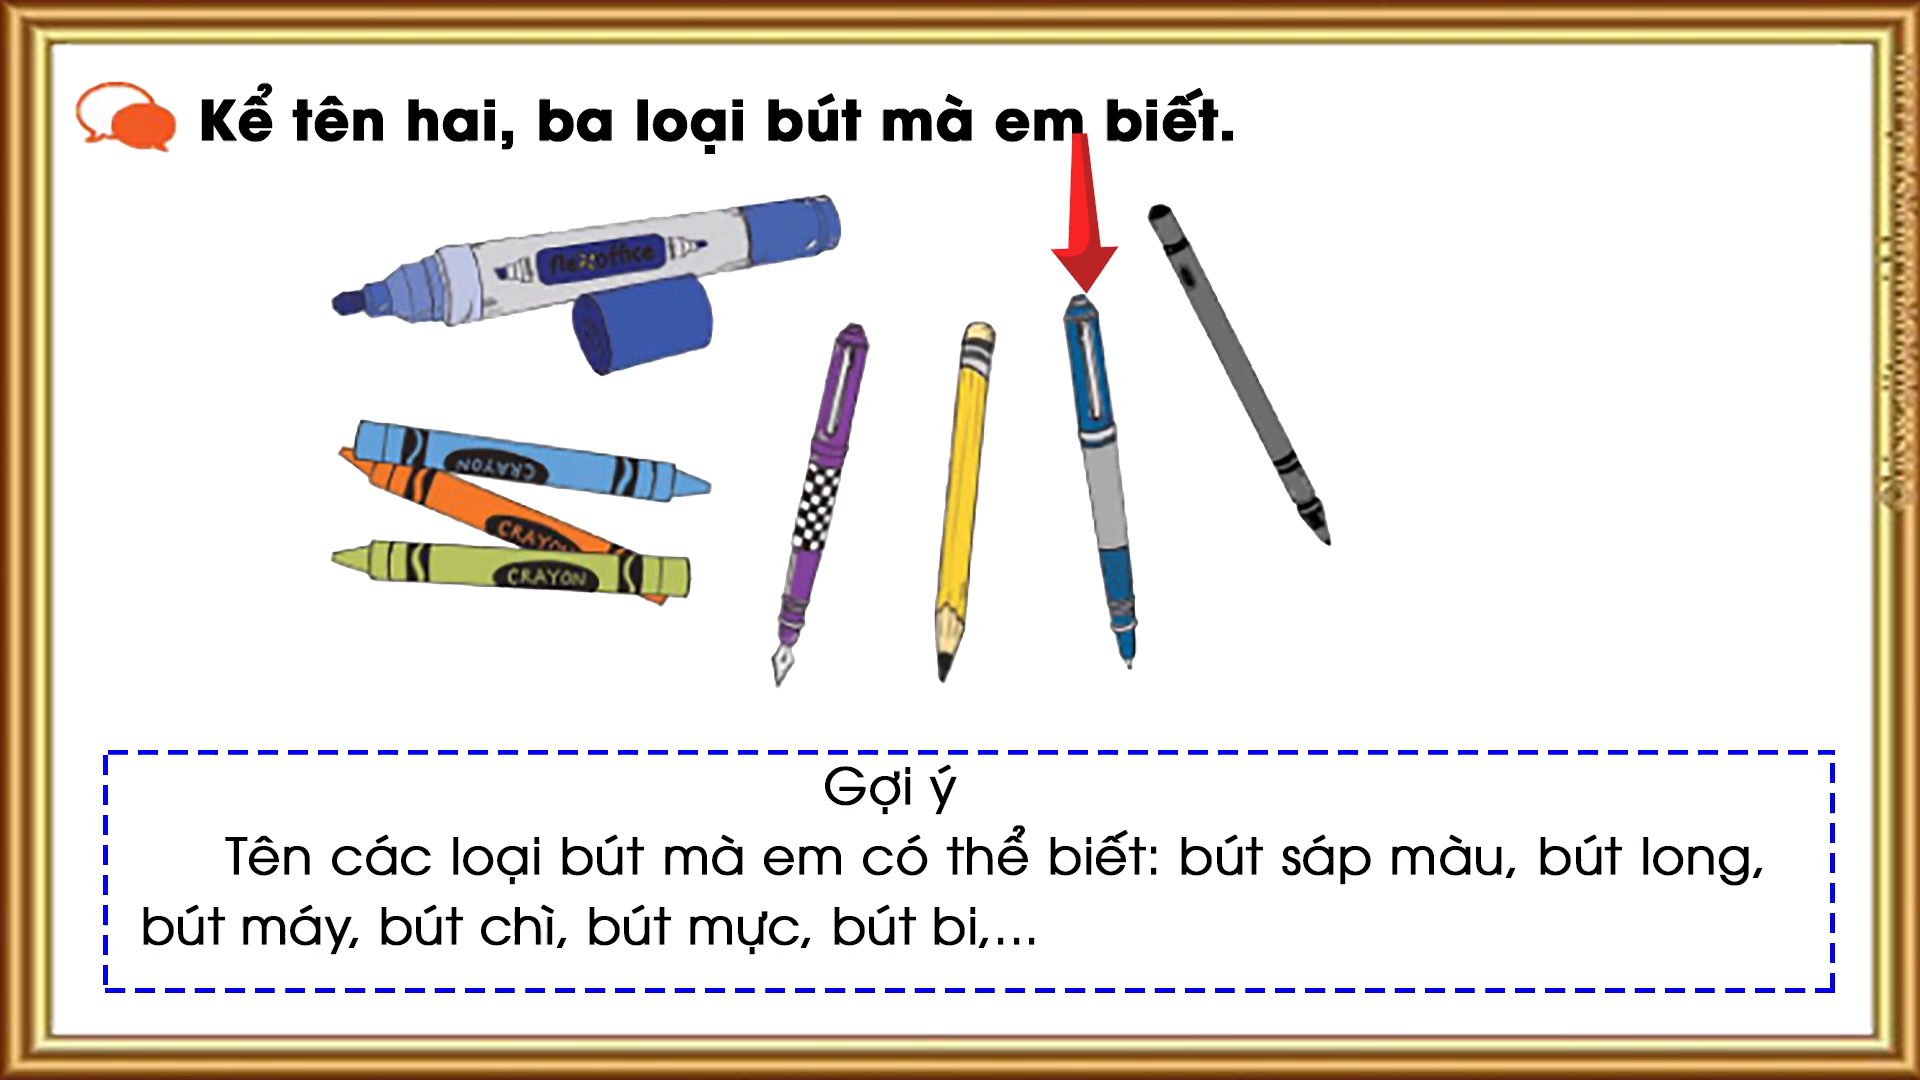 Kể tên hai, ba loại bút mà em biết.
flexoffice
CRAYON
CRAYON
CRAYON
Gợi ý
Tên các loại bút mà em có thể biết: bút sáp màu, bút long,
bút máy, bút chì, bút mực, bút bi,...